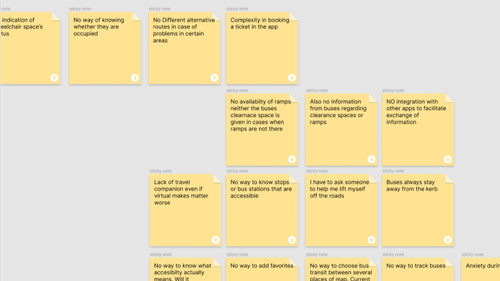 note
sticky note
sticky note
sticky note
indication of
eelchair space's
tus
No way of knowing
whether they are
occupied
No Different alternative
routes in case of
problems in certain
areas
Complexity in booking
a ticket in the app
sticky note
sticky note
sticky note
No availabilty of ramps
neither the buses
clearnace space is
given in cases when
ramps are not there
Also no information
from buses regarding
clearance spaces or
ramps
NO integration with
other apps to facilitate
exchange of
information
sticky note
sticky note
sticky note
sticky note
Lack of travel
companion even if
virtual makes matter
worse
No way to know stops
or bus stations that are
accessible
I have to ask someone
to help me lift myself
off the roads
Buses always stay
away from the kerb
sticky note
sticky note
sticky note
sticky note
sticky note
No way to know what
accesibilty actually
means. Will it
No way to add favorites
No way to choose bus
transit between several
places of map. Current
No way to track buses
Anxiety durin